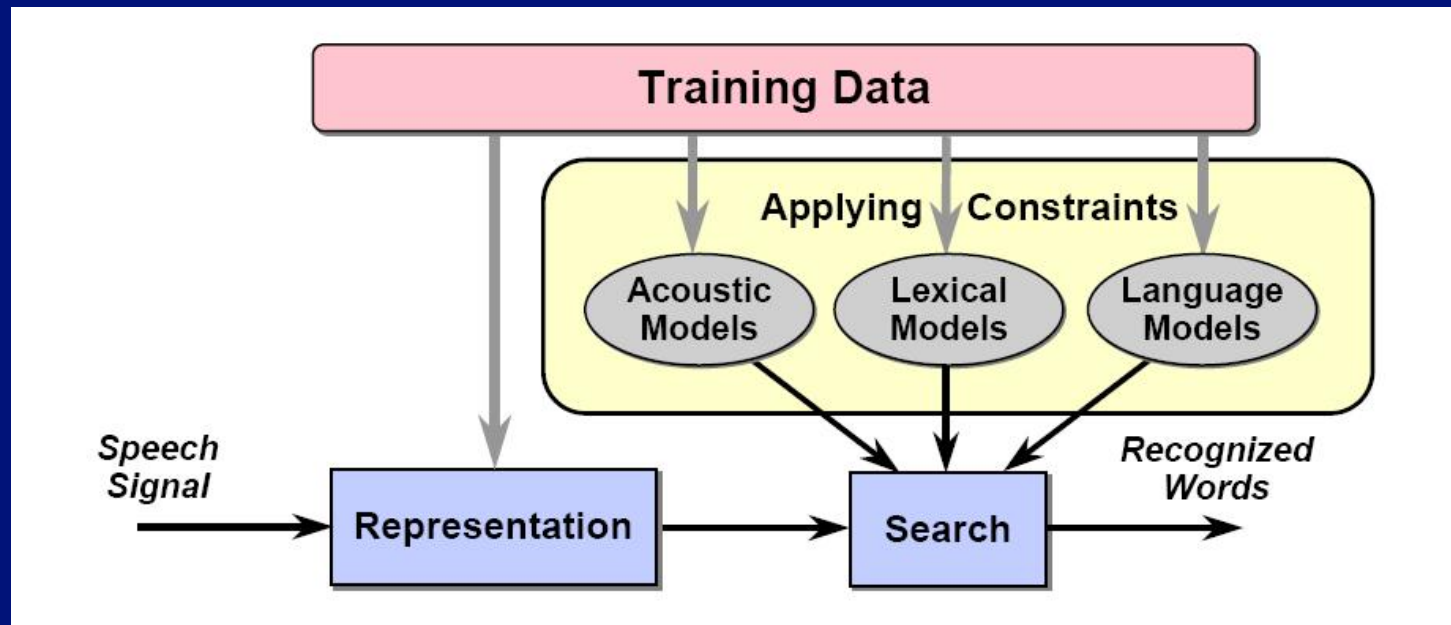 Training Data
Applying Constraints
Acoustic
Models
Lexical
Models
Language
Models
Speech
Signal
Representation
Search
Recognized
Words